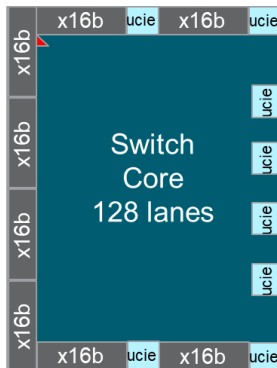 x16b
ucie
x16b
ucie
x16b
x16b
x16b
x16b
Switch
Core
128 lanes
ucie
ucie
ucie
ucie
x16b
ucie
x16b
ucie